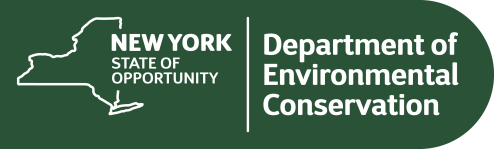 NEW YORK
STATE OF
OPPORTUNITY
Department of
Environmental
Conservation